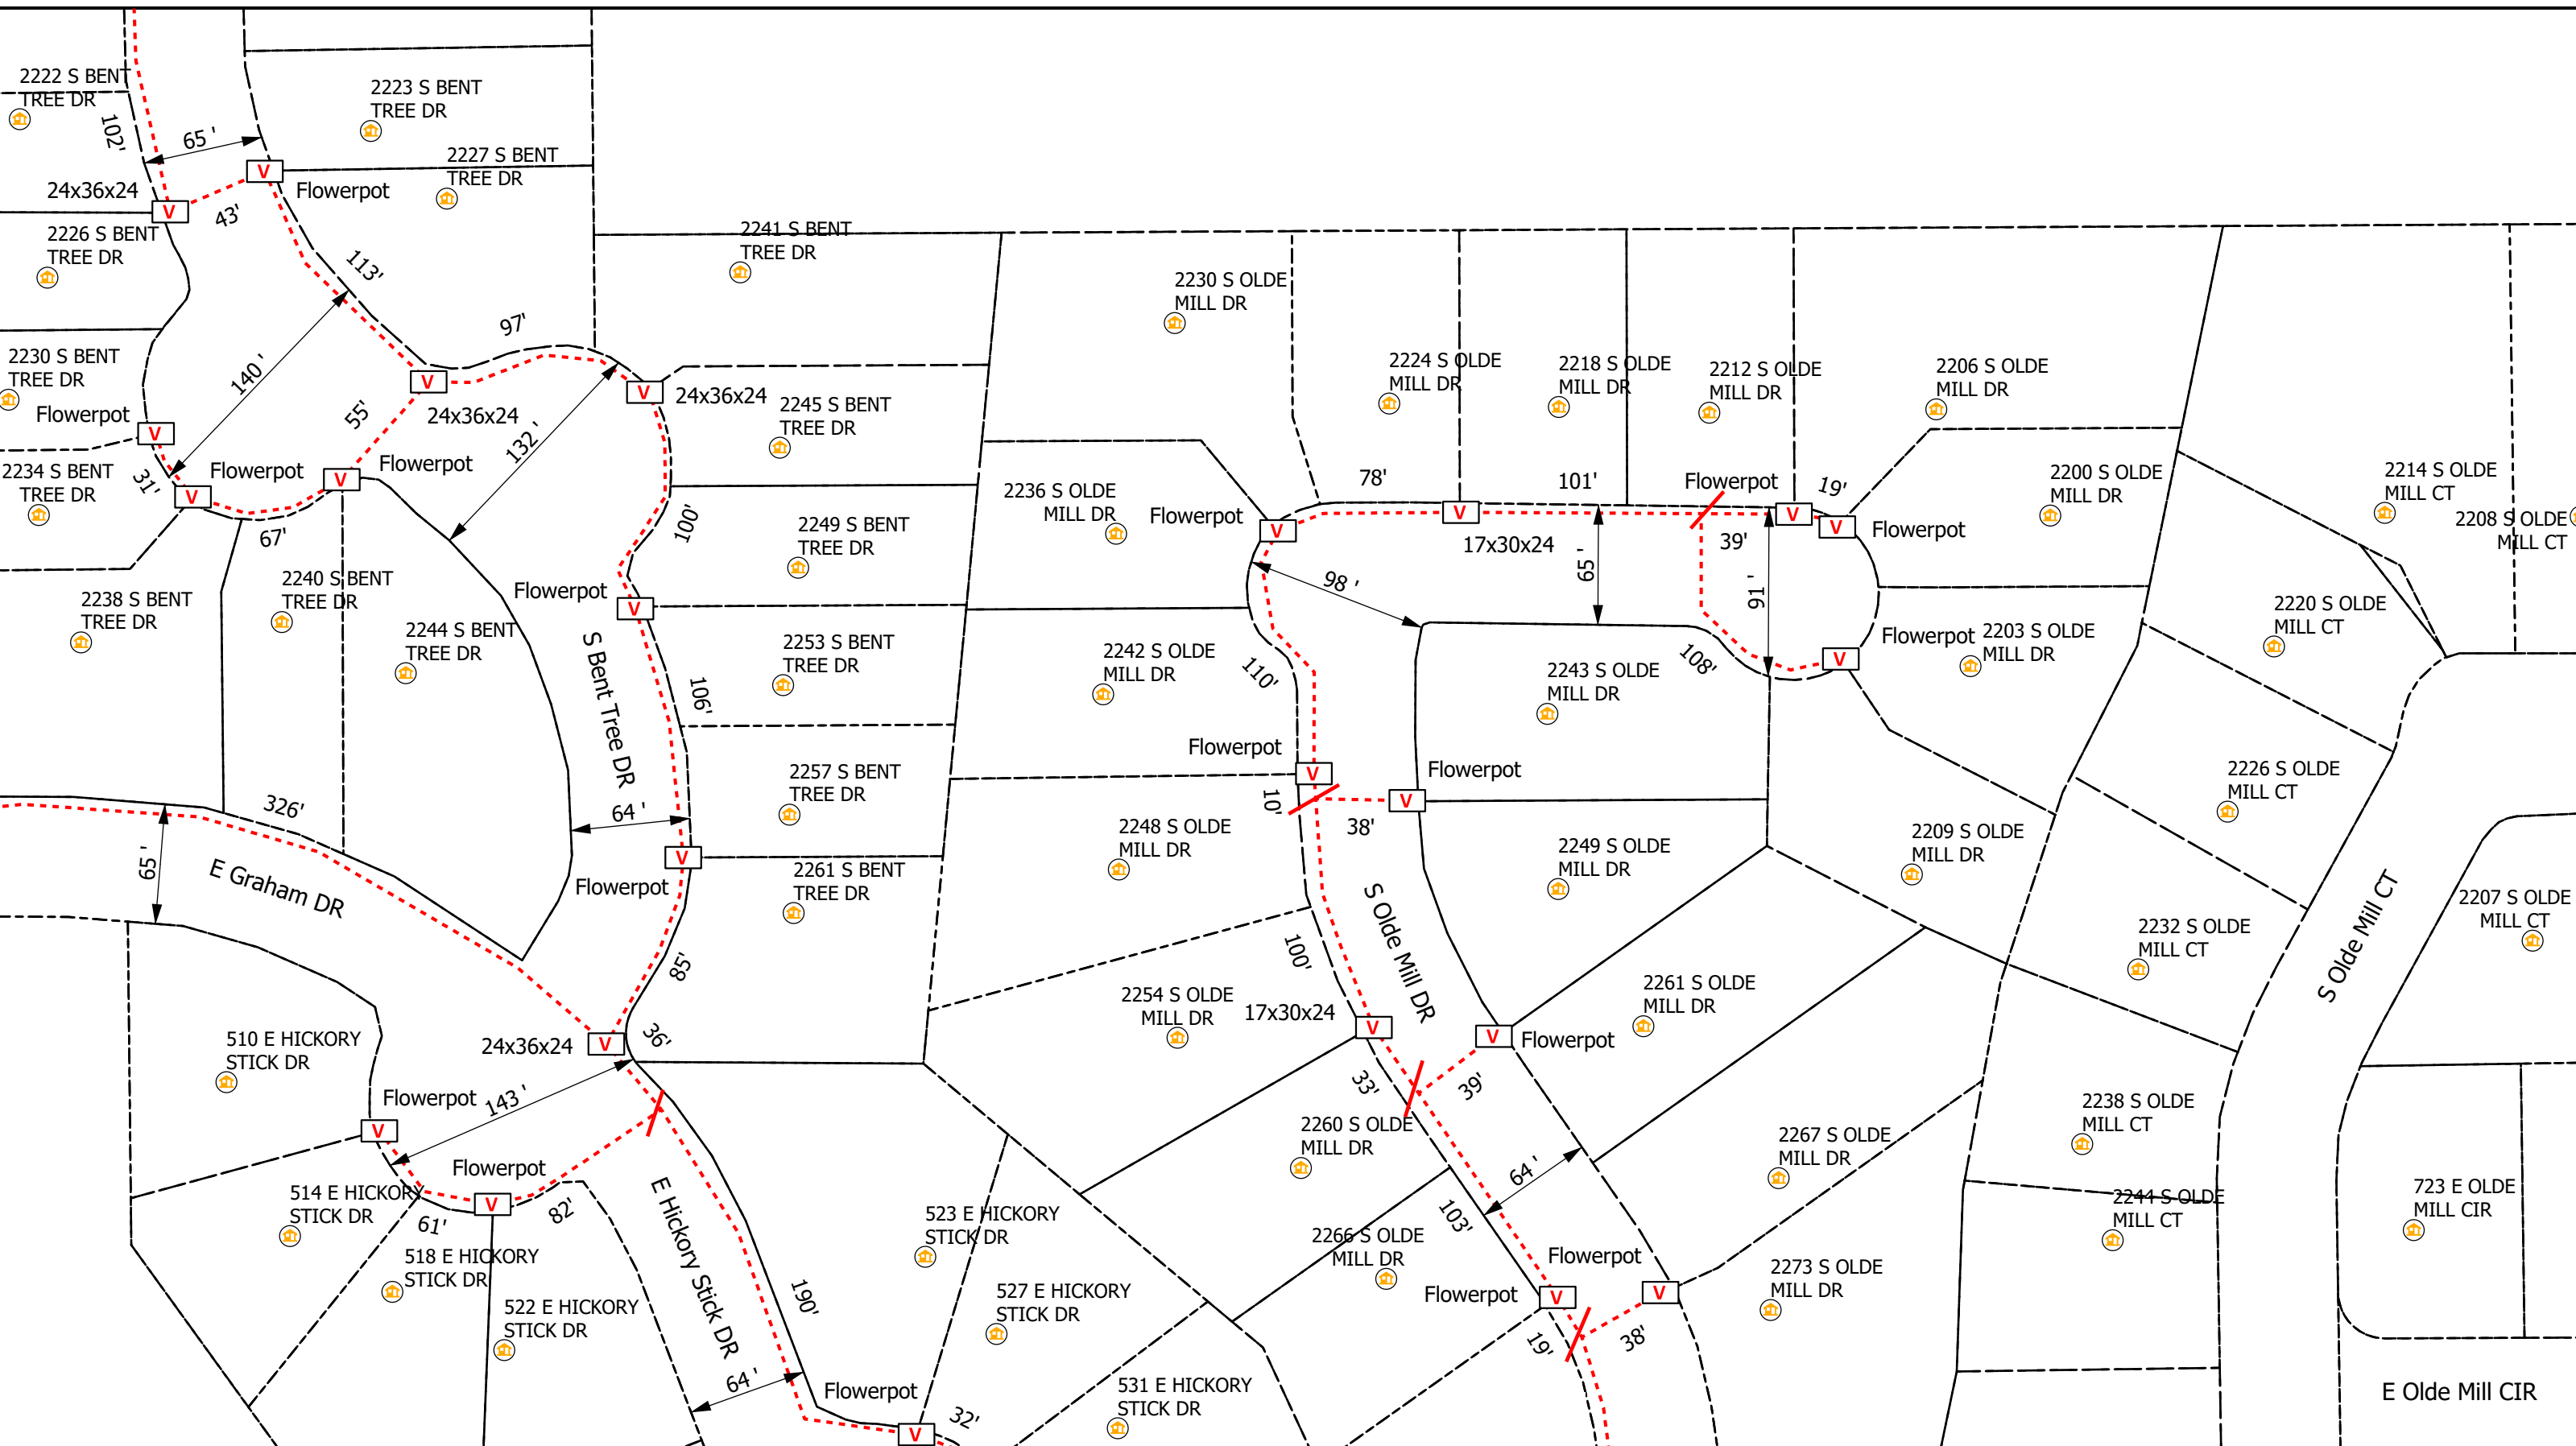 2222 S BENT
TREE DR
102'
65 '
2223 S BENT
TREE DR
2227 S BENT
TREE DR
24x36x24
V
V
Flowerpot
43'
2226 S BENT
TREE DR
113'
2241 S BENT
TREE DR
97'
2230 S BENT
TREE DR
140 '
Flowerpot
V
55'
V
24x36x24
V
24x36x24
132 '
2245 S BENT
TREE DR
2234 S BENT
TREE DR
31'
Flowerpot
V
V
Flowerpot
67'
100'
2249 S BENT
TREE DR
2238 S BENT
TREE DR
2240 S BENT
TREE DR
2244 S BENT
TREE DR
Flowerpot
V
S Bent Tree DR
106'
2253 S BENT
TREE DR
2257 S BENT
TREE DR
64 '
V
Flowerpot
2261 S BENT
TREE DR
326'
65 '
E Graham DR
85'
24x36x24
V
36'
510 E HICKORY
STICK DR
Flowerpot
V
143 '
Flowerpot
V
514 E HICKORY
STICK DR
61'
82'
518 E HICKORY
STICK DR
522 E HICKORY
STICK DR
E Hickory Stick DR
190'
64 '
523 E HICKORY
STICK DR
527 E HICKORY
STICK DR
Flowerpot
V
32'
531 E HICKORY
STICK DR
2230 S OLDE
MILL DR
2224 S OLDE
MILL DR
2218 S OLDE
MILL DR
2212 S OLDE
MILL DR
2206 S OLDE
MILL DR
2236 S OLDE
MILL DR
Flowerpot
V
78'
V
17x30x24
101'
Flowerpot
39'
V
19'
V
Flowerpot
2200 S OLDE
MILL DR
98 '
65 '
91 '
110'
2242 S OLDE
MILL DR
2243 S OLDE
MILL DR
108'
V
Flowerpot
2203 S OLDE
MILL DR
Flowerpot
V
10'
38'
V
Flowerpot
2248 S OLDE
MILL DR
2249 S OLDE
MILL DR
2209 S OLDE
MILL DR
S Olde Mill DR
100'
2254 S OLDE
MILL DR
17x30x24
V
V
Flowerpot
2261 S OLDE
MILL DR
33'
39'
2260 S OLDE
MILL DR
64 '
2267 S OLDE
MILL DR
103'
2266 S OLDE
MILL DR
Flowerpot
V
Flowerpot
V
19'
38'
2273 S OLDE
MILL DR
2214 S OLDE
MILL CT
2208 S OLDE
MILL CT
2220 S OLDE
MILL CT
2226 S OLDE
MILL CT
2232 S OLDE
MILL CT
S Olde Mill CT
2207 S OLDE
MILL CT
2238 S OLDE
MILL CT
2244 S OLDE
MILL CT
723 E OLDE
MILL CIR
E Olde Mill CIR